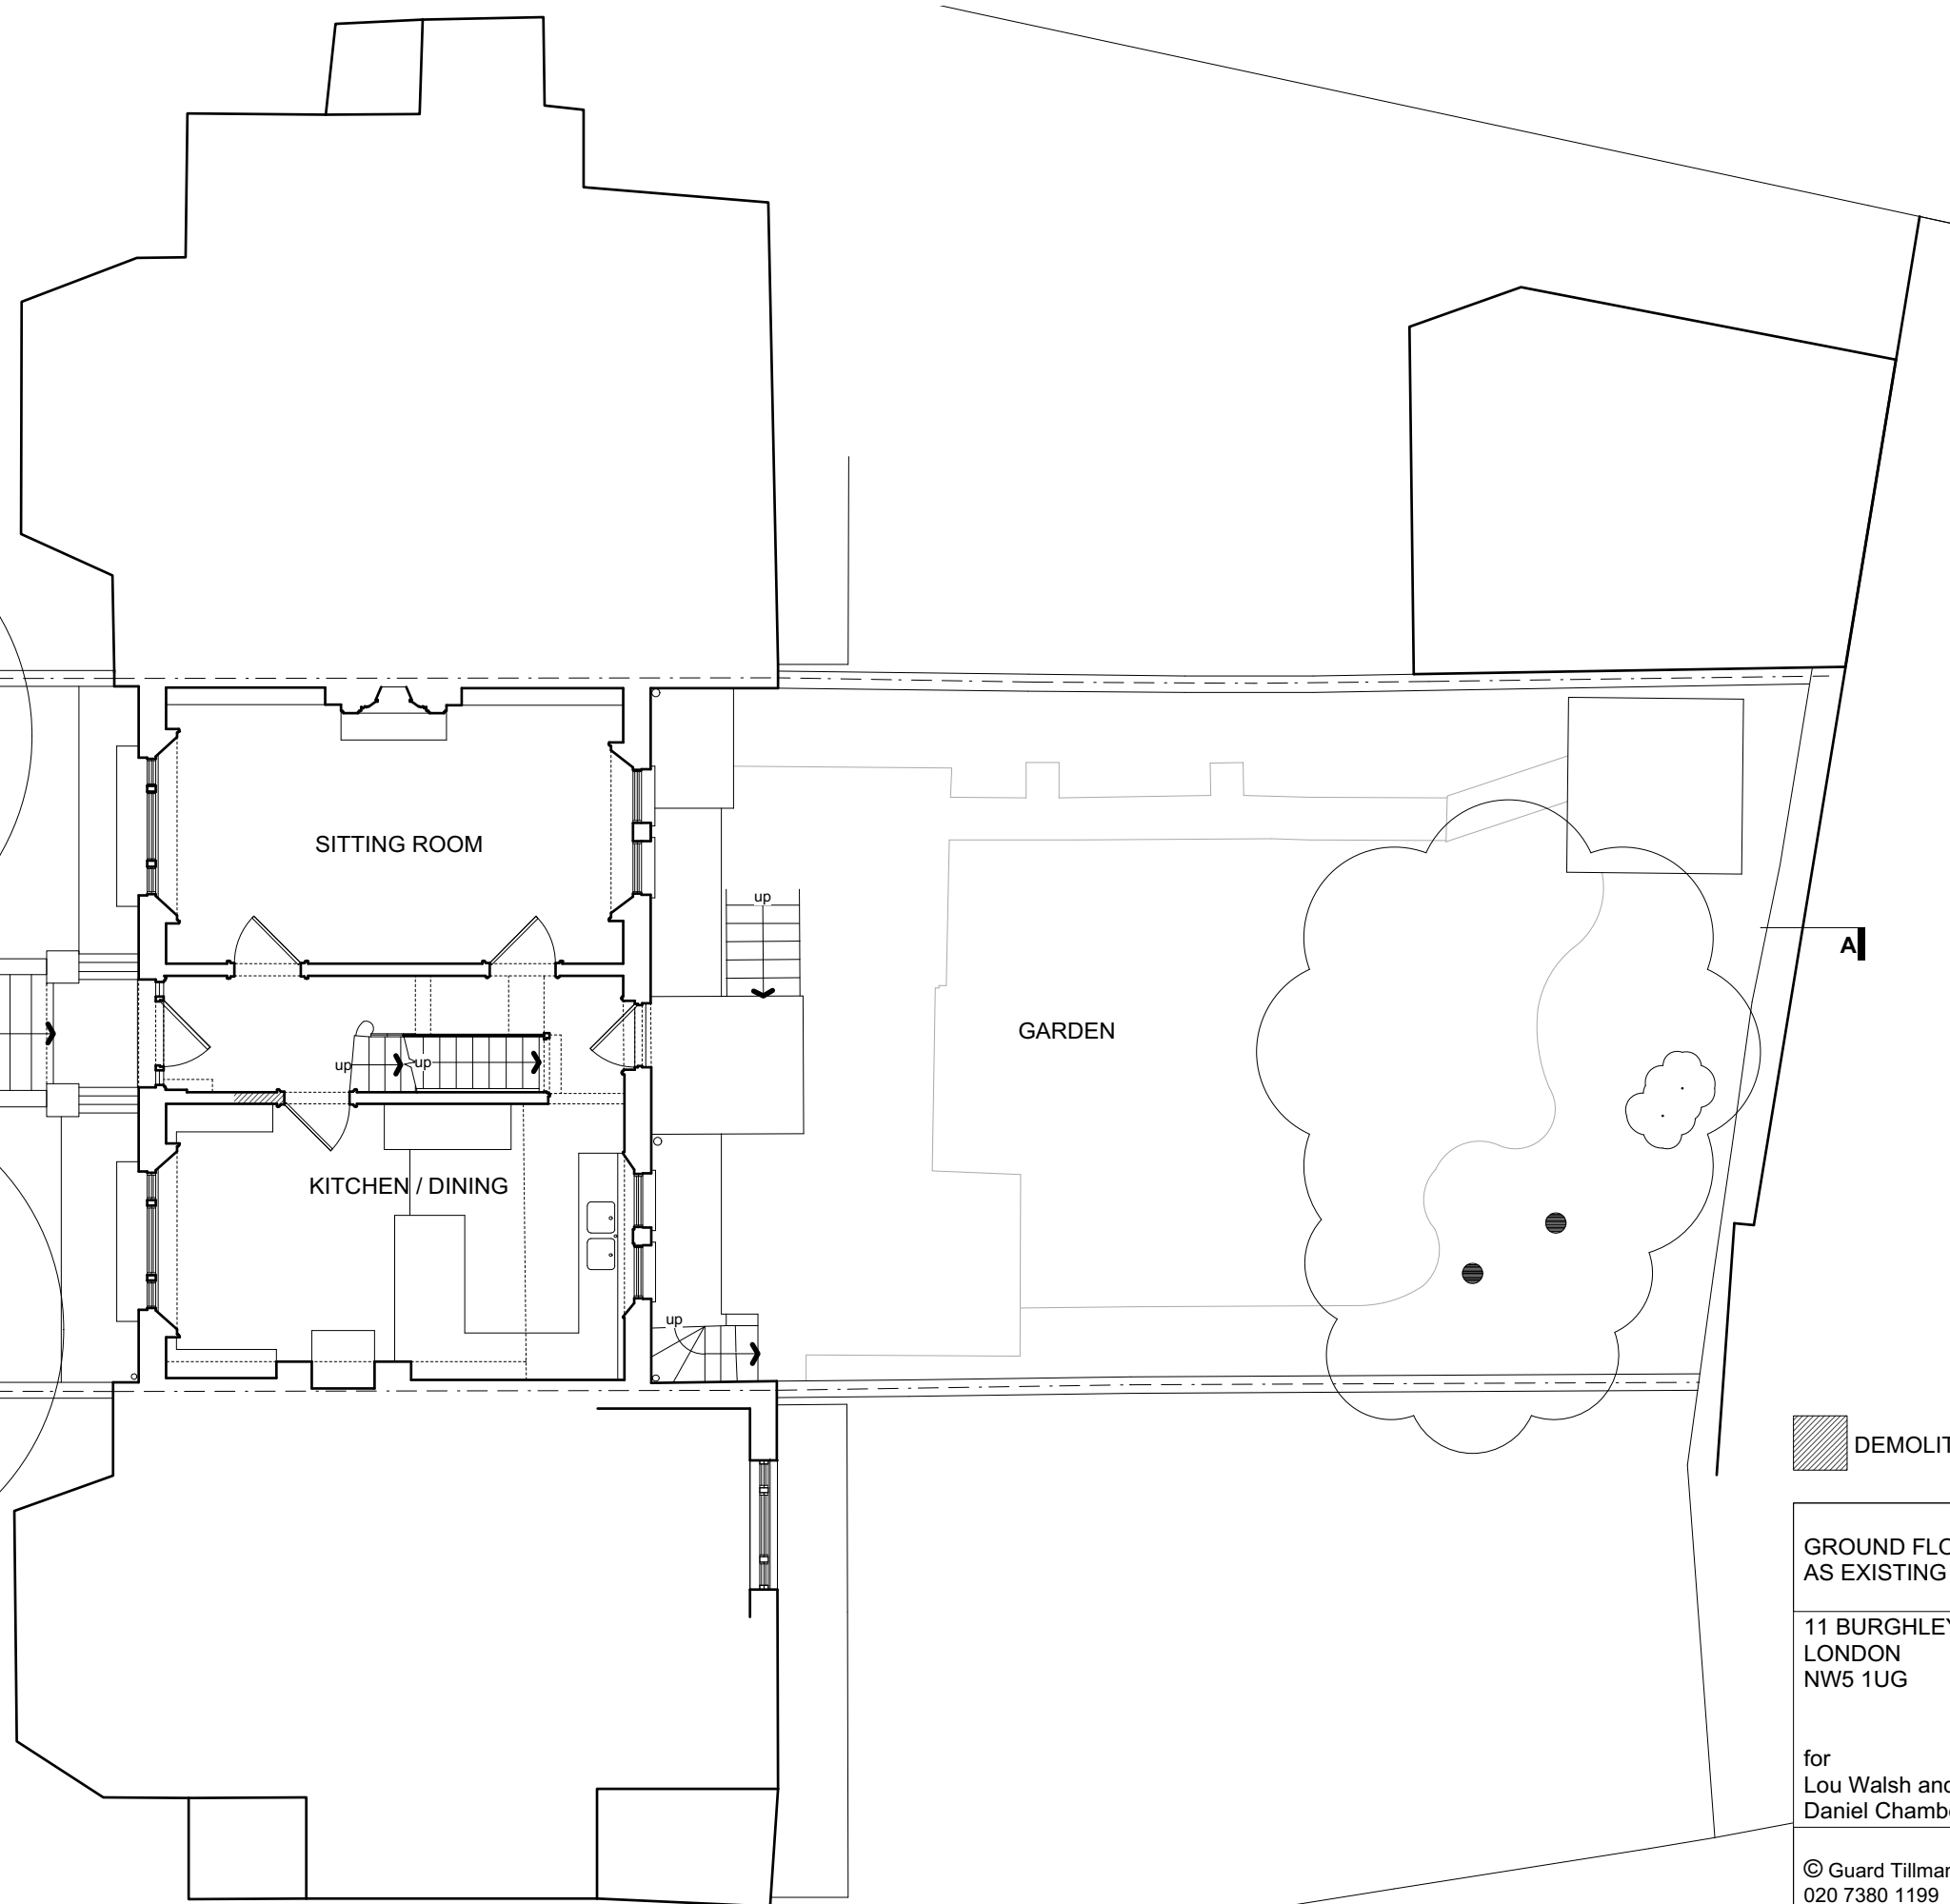 SITTING ROOM
up
GARDEN
up
up
A
KITCHEN / DINING
up
DEMOLIT
GROUND FLO
AS EXISTING
11 BURGHLEY
LONDON
NW5 1UG
for
Lou Walsh and
Daniel Chambe
© Guard Tillman
020 7380 1199